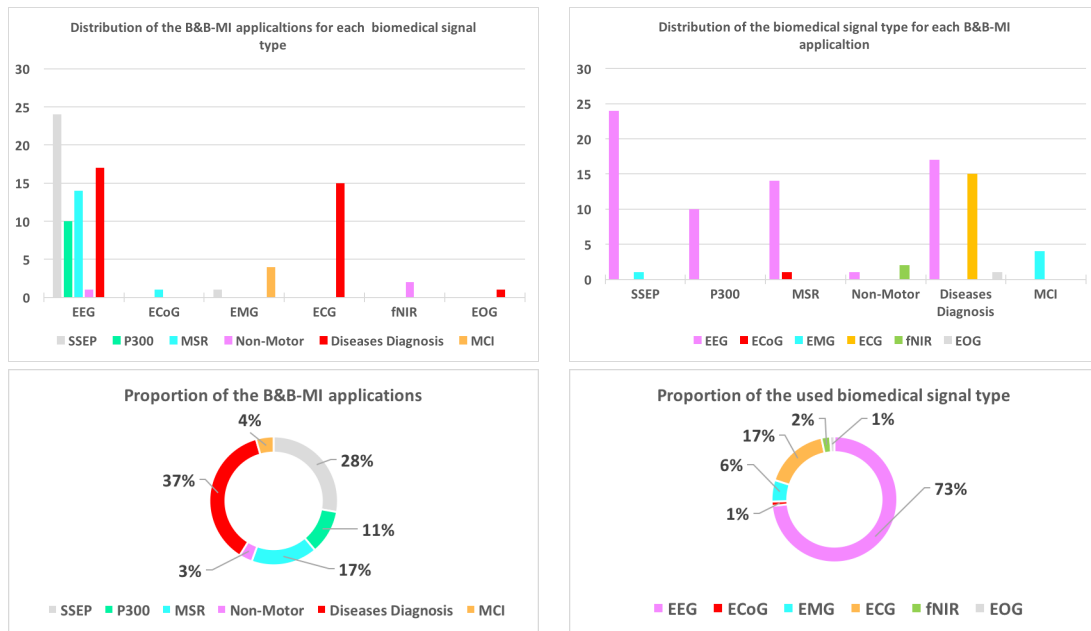 Distribution of the B&B-MI applicaltions for each biomedical signal
type
30
25
20
15
10
5
0
EEG ECoG EMG ECG fNIR EOG
SSEP P300 MSR Non-Motor Diseases Diagnosis MCI
Distribution of the biomedical signal type for each B&B-MI
applicaltion
30
25
20
15
10
5
0
SSEP P300 MSR Non-Motor Diseases MCI
Diagnosis
EEG ECoG EMG ECG fNIR EOG
Proportion of the B&B-MI applications
4%
28%
37%
11%
3%
17%
SSEP P300 MSR Non-Motor Diseases Diagnosis MCI
Proportion of the used biomedical signal type
2% 1%
17%
6%
73%
1%
EEG ECoG EMG ECG fNIR EOG